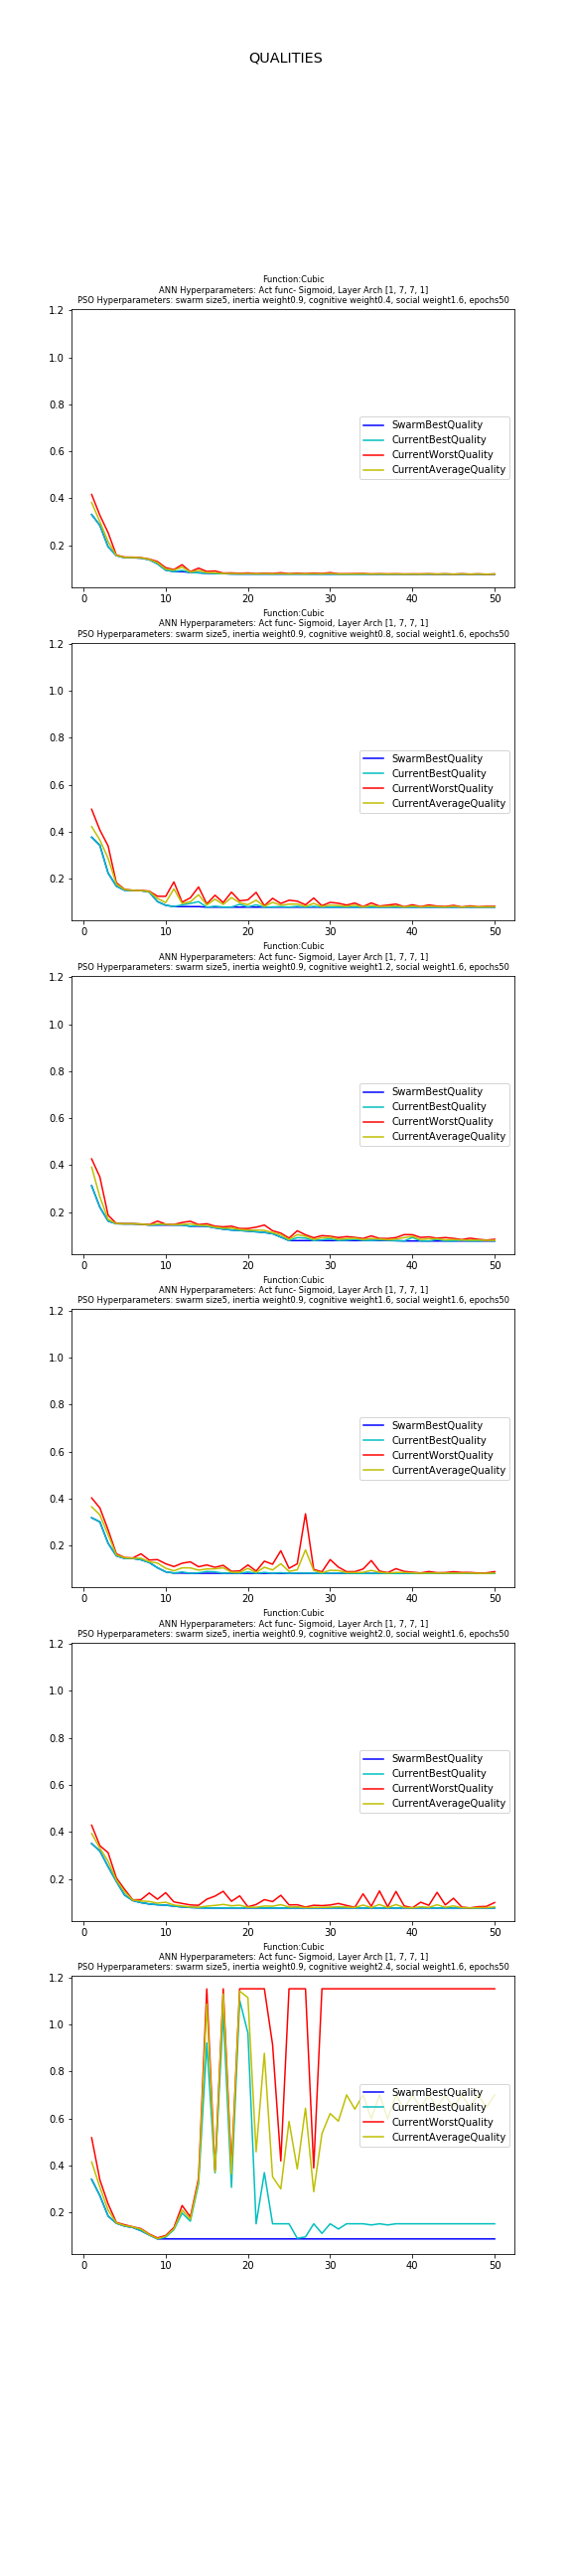 QUALITIES
Function:Cubic
ANN Hyperparameters: Act func- Sigmoid, Layer Arch [1, 7, 7, 1]
PSO Hyperparameters: swarm size5, inertia weight0.9, cognitive weight0.4, social weight1.6, epochs50
1.2
1.0
0.8
0.6
0.4
0.2
SwarmBestQuality
CurrentBestQuality
CurrentWorstQuality
CurrentAverageQuality
0 10 20 30 40 50
Function:Cubic
ANN Hyperparameters: Act func- Sigmoid, Layer Arch [1, 7, 7, 1]
PSO Hyperparameters: swarm size5, inertia weight0.9, cognitive weight0.8, social weight1.6, epochs50
1.2
1.0
0.8
0.6
0.4
0.2
SwarmBestQuality
CurrentBestQuality
CurrentWorstQuality
CurrentAverageQuality
0 10 20 30 40 50
Function:Cubic
ANN Hyperparameters: Act func- Sigmoid, Layer Arch [1, 7, 7, 1]
PSO Hyperparameters: swarm size5, inertia weight0.9, cognitive weight1.2, social weight1.6, epochs50
1.2
1.0
0.8
0.6
0.4
0.2
SwarmBestQuality
CurrentBestQuality
CurrentWorstQuality
CurrentAverageQuality
0 10 20 30 40 50
Function:Cubic
ANN Hyperparameters: Act func- Sigmoid, Layer Arch [1, 7, 7, 1]
PSO Hyperparameters: swarm size5, inertia weight0.9, cognitive weight1.6, social weight1.6, epochs50
1.2
1.0
0.8
0.6
0.4
0.2
SwarmBestQuality
CurrentBestQuality
CurrentWorstQuality
CurrentAverageQuality
0 10 20 30 40 50
Function:Cubic
ANN Hyperparameters: Act func- Sigmoid, Layer Arch [1, 7, 7, 1]
PSO Hyperparameters: swarm size5, inertia weight0.9, cognitive weight2.0, social weight1.6, epochs50
1.2
1.0
0.8
0.6
0.4
0.2
SwarmBestQuality
CurrentBestQuality
CurrentWorstQuality
CurrentAverageQuality
0 10 20 30 40 50
Function:Cubic
ANN Hyperparameters: Act func- Sigmoid, Layer Arch [1, 7, 7, 1]
PSO Hyperparameters: swarm size5, inertia weight0.9, cognitive weight2.4, social weight1.6, epochs50
1.2
1.0
0.8
0.6
0.4
0.2
SwarmBestQuality
CurrentBestQuality
CurrentWorstQuality
CurrentAverageQuality
0 10 20 30 40 50